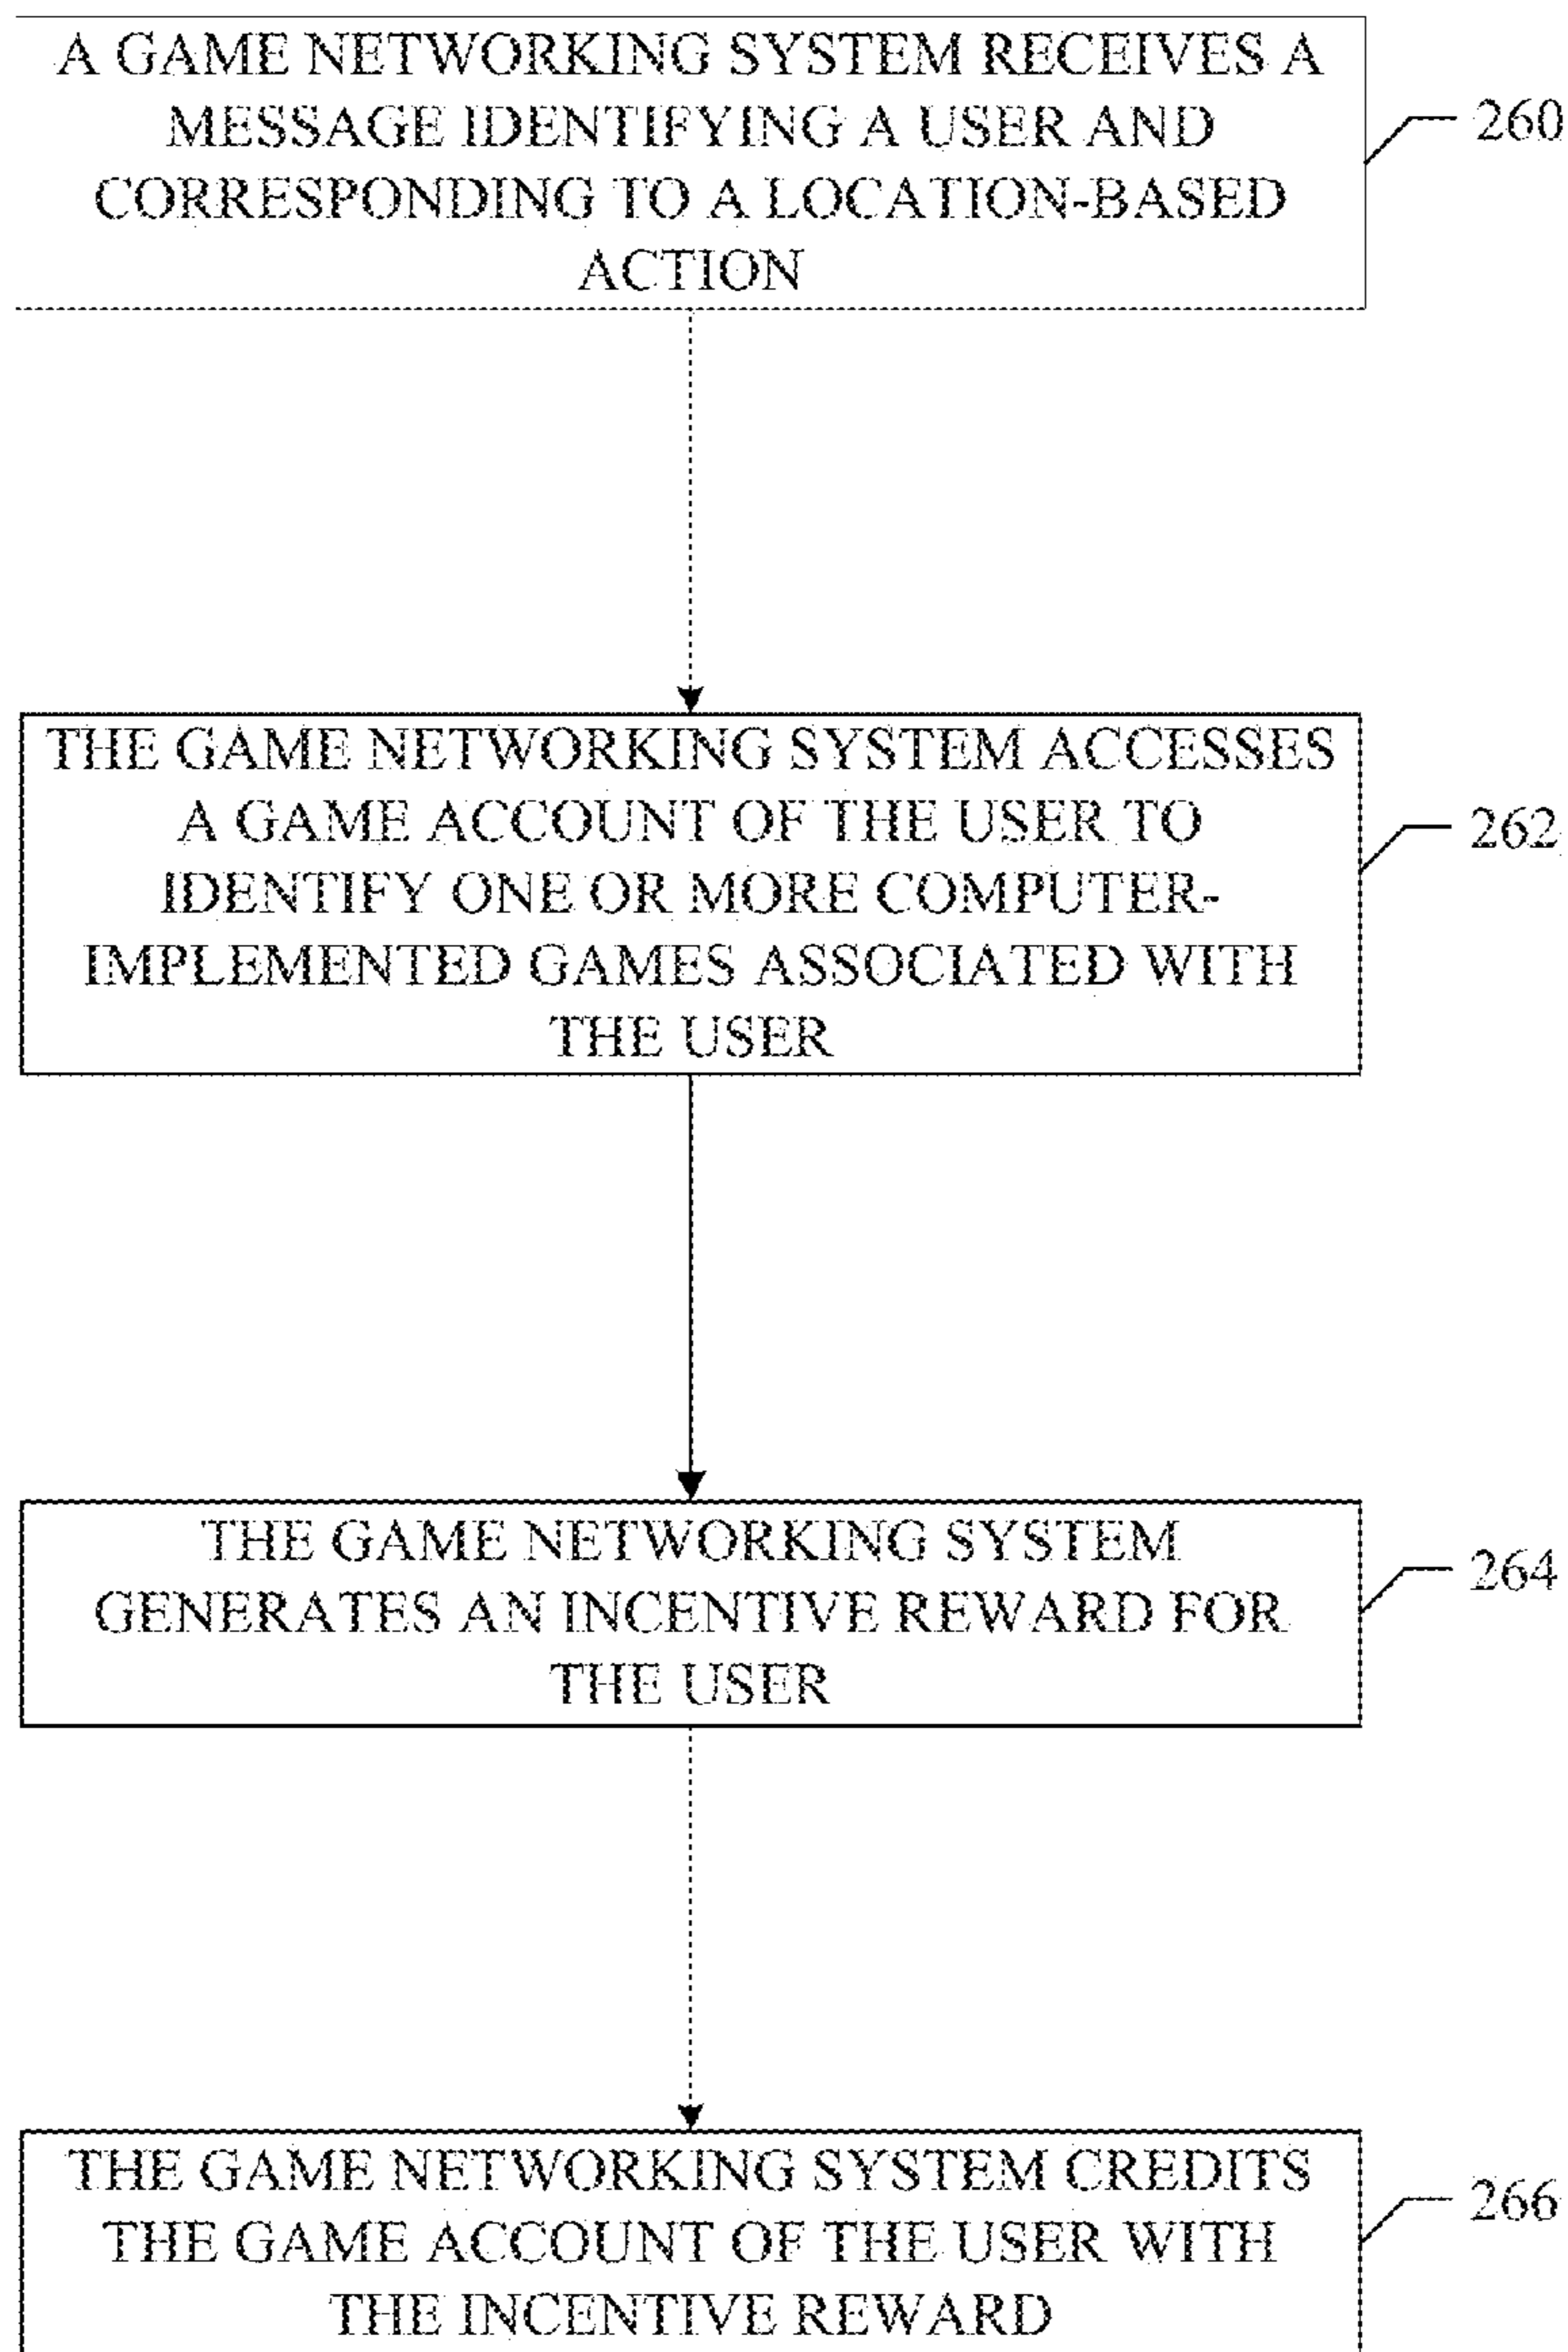 A GAME NETWORKING SYSTEM RECEIVES A
MESSAGE IDENTIFYING A USER AND
CORRESPONDING TO A LOCATION-BASED
ACTION
260
THE GAME NETWORKING SYSTEM ACCESSES
A GAME ACCOUNT OF THE USER TO
IDENTIFY ONE OR MORE COMPUTER-
IMPLEMENTED GAMES ASSOCIATED WITH
THE USER
262
THE GAME NETWORKING SYSTEM
GENERATES AN INCENTIVE REWARD FOR
THE USER
264
THE GAME NETWORKING SYSTEM CREDITS
THE GAME ACCOUNT OF THE USER WITH
THE INCENTIVE REWARD
266